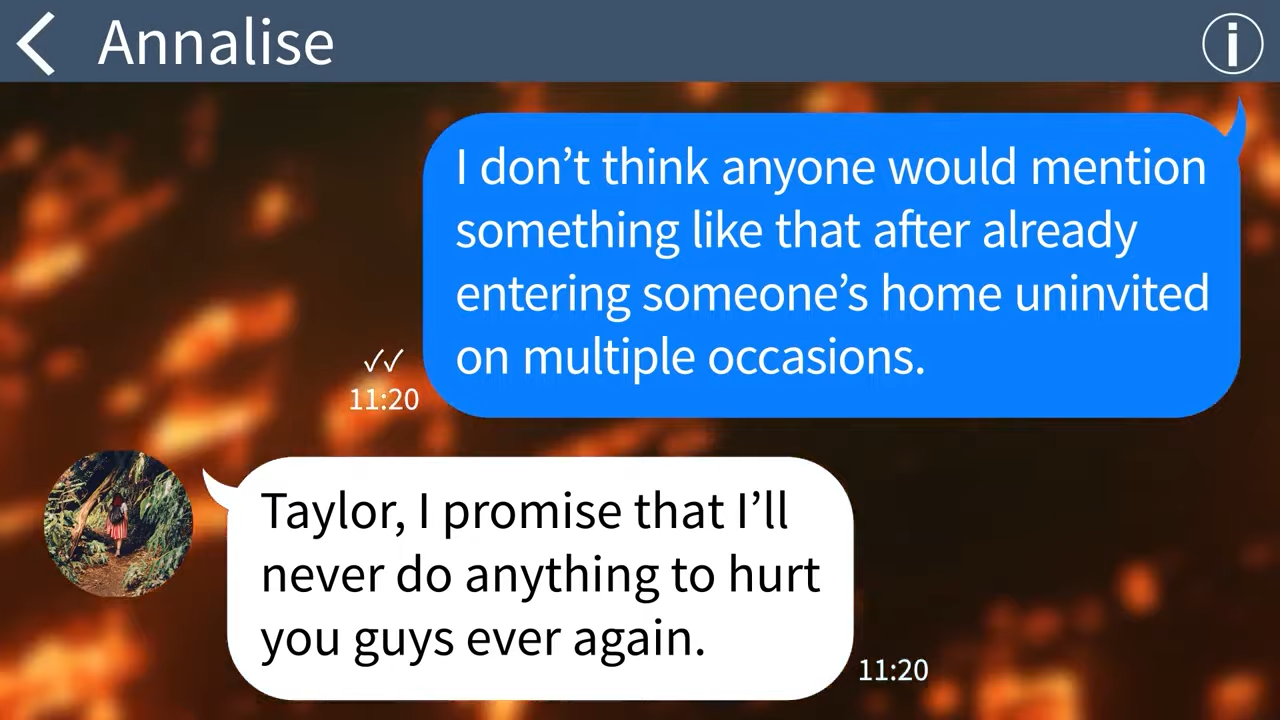 Annalise
I don’t think anyone would mention
something like that after already
entering someone’s home uninvited
on multiple occasions.
✓✓
11:20
Taylor, I promise that I’ll
never do anything to hurt
you guys ever again.
11:20